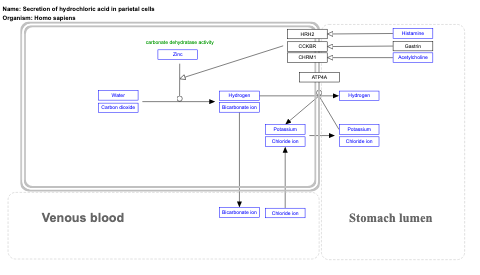 Name: Secretion of hydrochloric acid in parietal cells
Organism: Homo sapiens
HRH2
Histamine
CCKBR
Gastrin
CHRM1
Acetylcholine
carbonate dehydratase activity
Zinc
ATP4A
Water
Carbon dioxide
Hydrogen
Bicarbonate ion
Hydrogen
Potassium
Chloride ion
Potassium
Chloride ion
Bicarbonate ion
Chloride ion
Venous blood
Stomach lumen